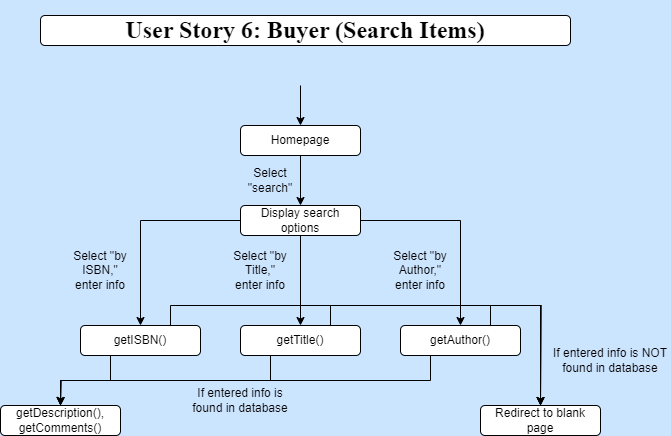 User Story 6: Buyer (Search Items)
Homepage
Select
"search"
Display search
options
Select "by
ISBN,"
enter info
Select "by
Title,"
enter info
Select "by
Author,"
enter info
getISBN()
getTitle()
getAuthor()
If entered info is NOT
found in database
If entered info is
found in database
getDescription(),
getComments()
Redirect to blank
page